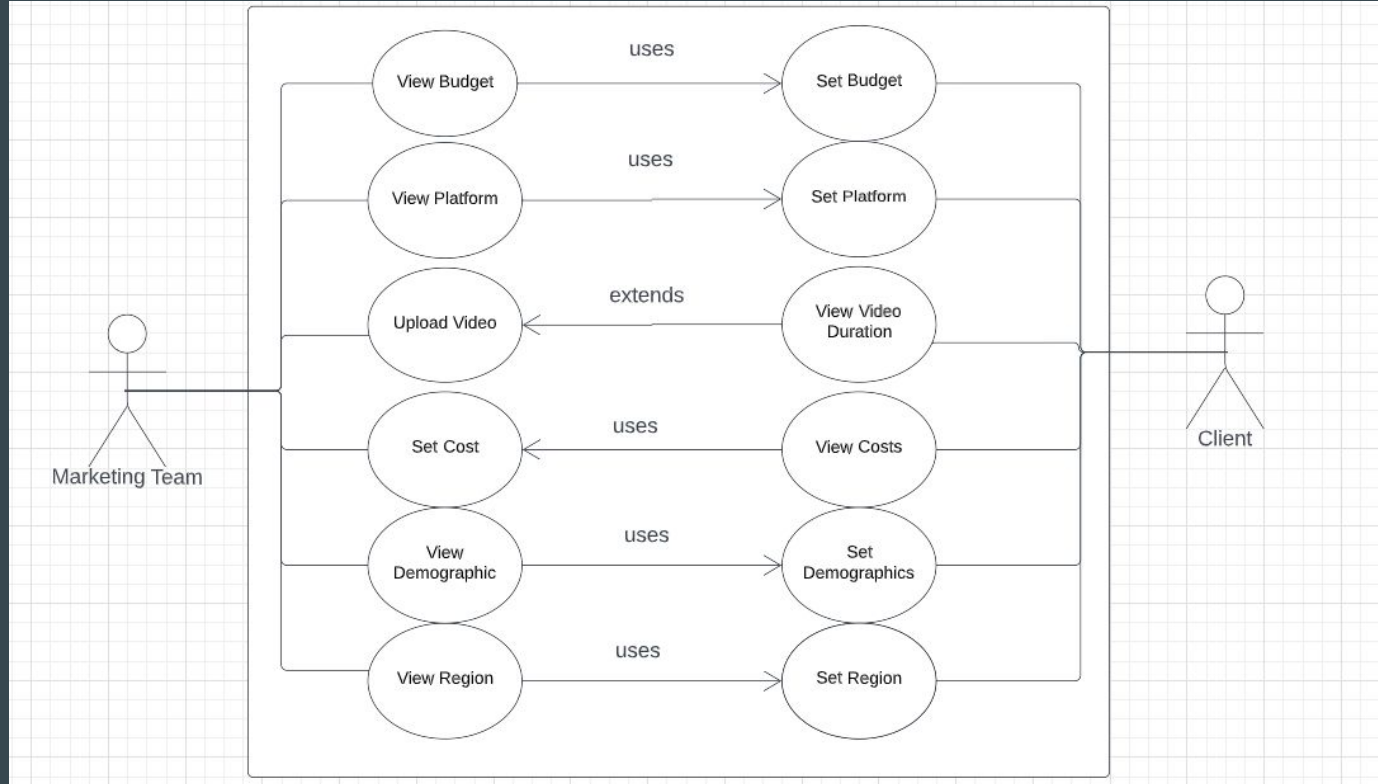 uses
View Budget
Set Budget
uses
View Platform
Set Platform
extends
Upload Video
View Video
Duration
uses
Set Cost
View Costs
uses
View
Demographic
Set
Demographics
uses
View Region
Set Region
Marketing Team
Client